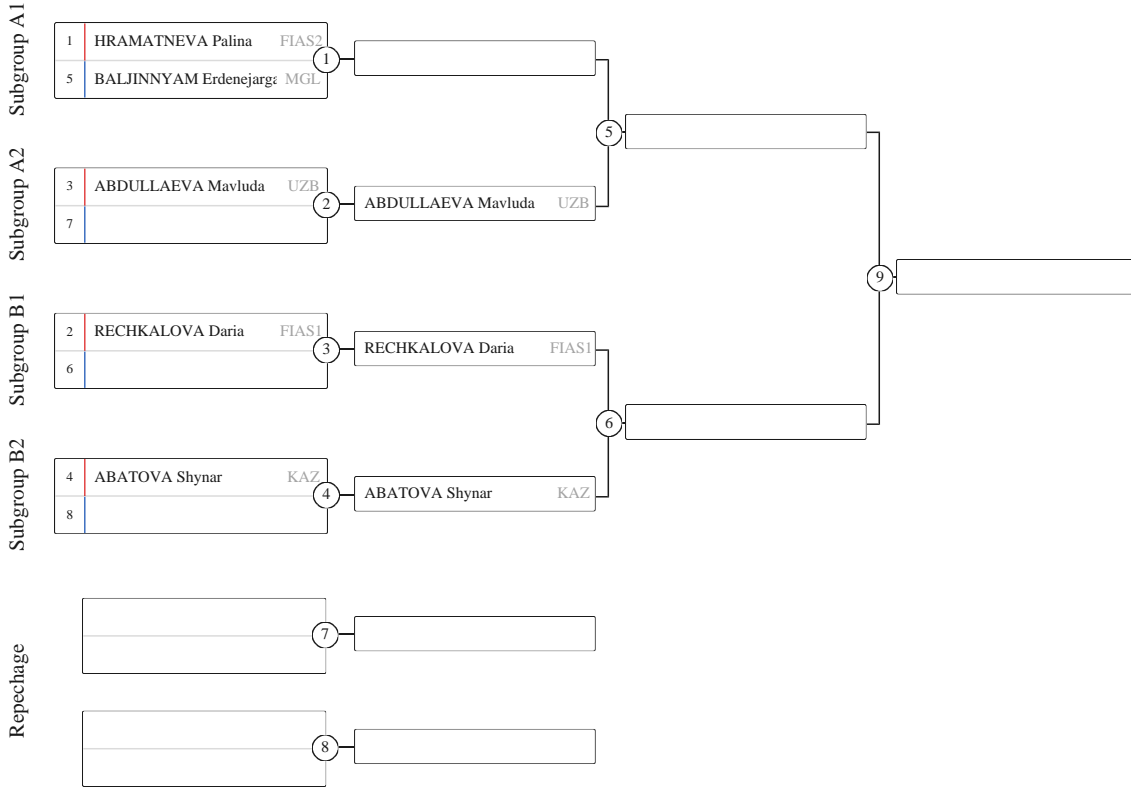 Subgroup A1
1 HRAMATNEVA Palina FIAS2
5 BALJINNYAM Erdenejarga MGL
1
Subgroup A2
3 ABDULLAEVA Mavluda UZB
7
2
ABDULLAEVA Mavluda UZB
5
Subgroup B1
2 RECHKALOVA Daria FIAS1
6
3
RECHKALOVA Daria FIAS1
Subgroup B2
4 ABATOVA Shynar KAZ
8
4
ABATOVA Shynar KAZ
6
9
Repechage
7
8